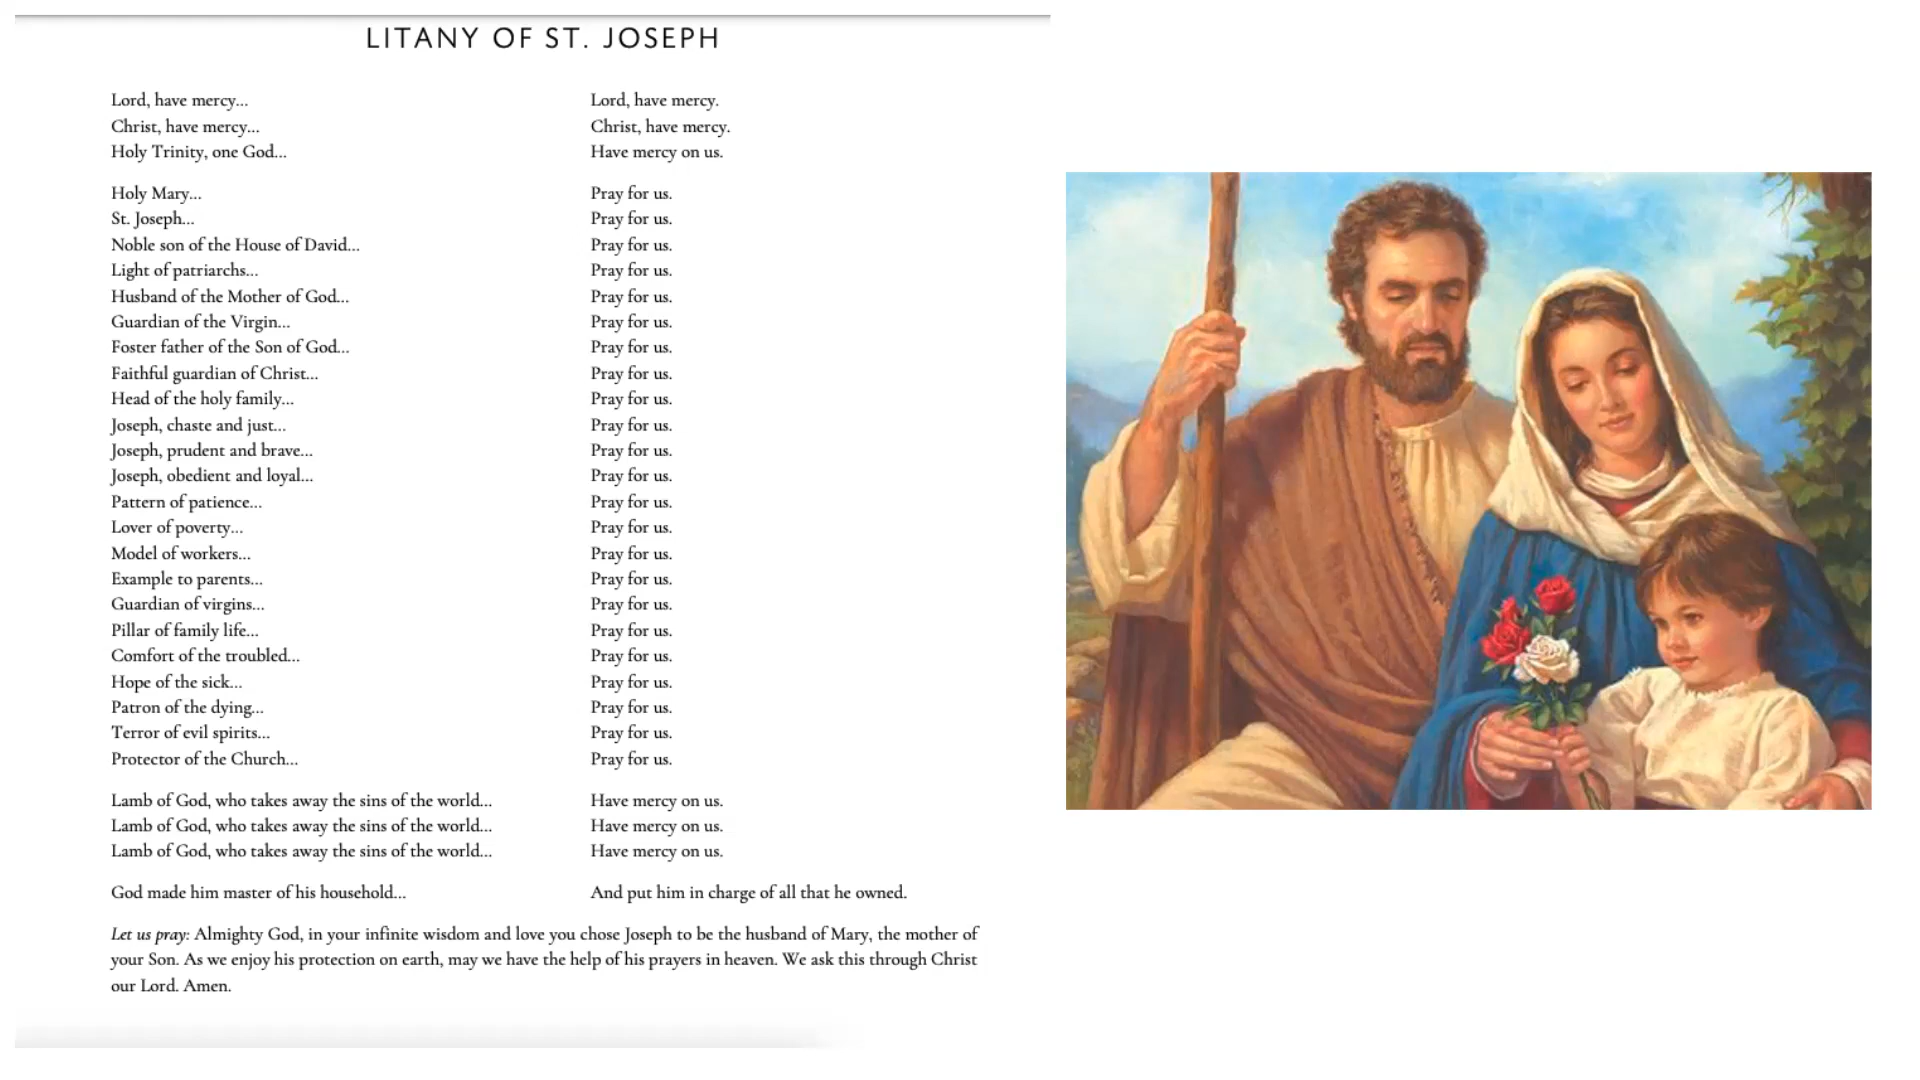 LITANY OF ST. JOSEPH
Lord, have mercy... Lord, have mercy.
Christ, have mercy... Christ, have mercy.
Holy Trinity, one God... Have mercy on us.
Holy Mary... Pray for us.
St. Joseph... Pray for us.
Noble son of the House of David... Pray for us.
Light of patriarchs... Pray for us.
Husband of the Mother of God... Pray for us.
Guardian of the Virgin... Pray for us.
Foster father of the Son of God... Pray for us.
Faithful guardian of Christ... Pray for us.
Head of the holy family... Pray for us.
Joseph, chaste and just... Pray for us.
Joseph, prudent and brave... Pray for us.
Joseph, obedient and loyal... Pray for us.
Pattern of patience... Pray for us.
Lover of poverty... Pray for us.
Model of workers... Pray for us.
Example to parents... Pray for us.
Guardian of virgins... Pray for us.
Pillar of family life... Pray for us.
Comfort of the troubled... Pray for us.
Hope of the sick... Pray for us.
Patron of the dying... Pray for us.
Terror of evil spirits... Pray for us.
Protector of the Church... Pray for us.
Lamb of God, who takes away the sins of the world... Have mercy on us.
Lamb of God, who takes away the sins of the world... Have mercy on us.
Lamb of God, who takes away the sins of the world... Have mercy on us.
God made him master of his household... And put him in charge of all that he owned.
Let us pray: Almighty God, in your infinite wisdom and love you chose Joseph to be the husband of Mary, the mother of
your Son. As we enjoy his protection on earth, may we have the help of his prayers in heaven. We ask this through Christ
our Lord. Amen.